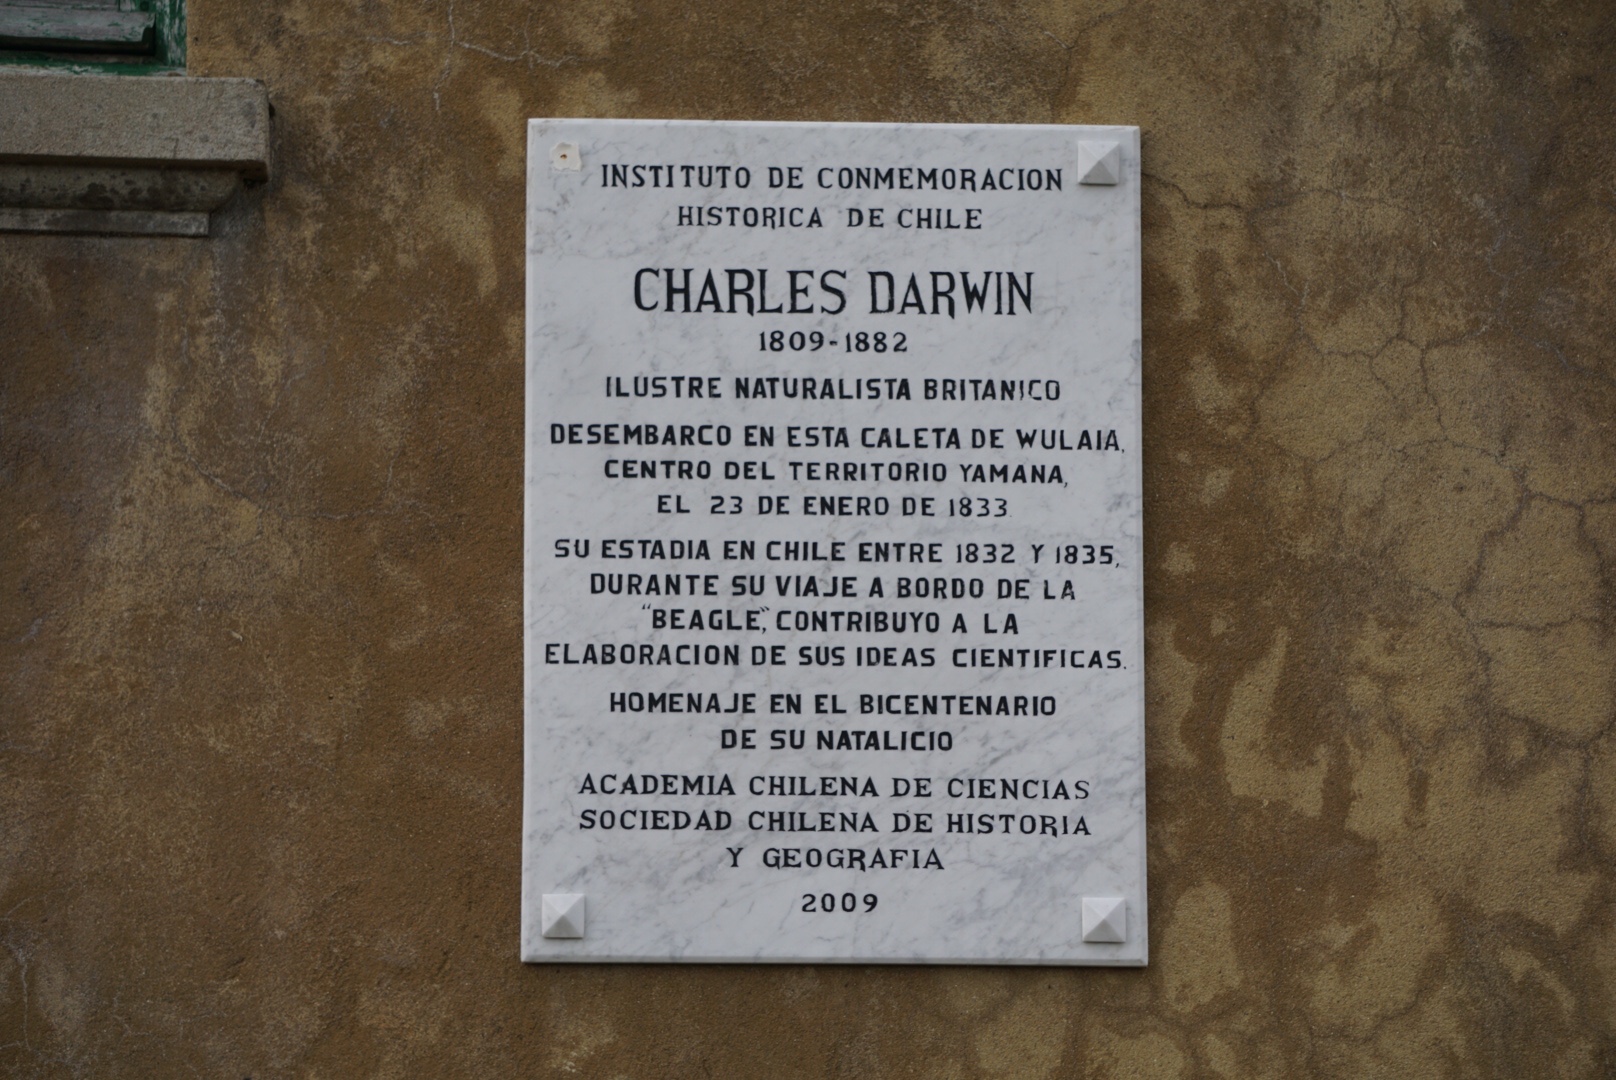 INSTITUTO DE CONMEMORACION
HISTORICA DE CHILE
CHARLES DARWIN
1809-1882
ILUSTRE NATURALISTA BRITANICO
DESEMBARCO EN ESTA CALETA DE WULAIA,
CENTRO DEL TERRITORIO YAMANA,
EL 23 DE ENERO DE 1833
SU ESTADIA EN CHILE ENTRE 1832 Y 1835,
DURANTE SU VIAJE A BORDO DE LA
"BEAGLE", CONTRIBUYO A LA
ELABORACION DE SUS IDEAS CIENTIFICAS.
HOMENAJE EN EL BICENTENARIO
DE SU NATALICIO
ACADEMIA CHILENA DE CIENCIAS
SOCIEDAD CHILENA DE HISTORIA
Y GEOGRAFIA
2009